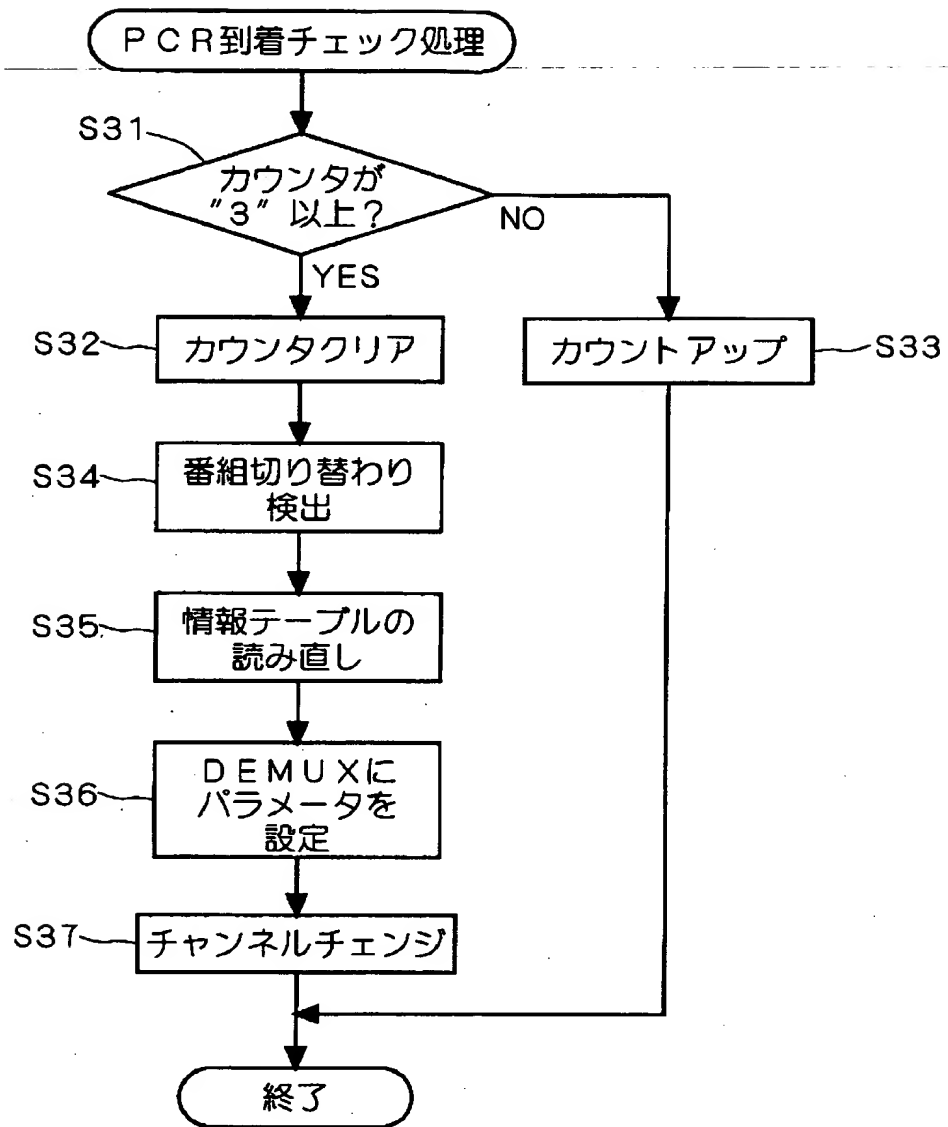 PCR到着チェック処理
S31
カウンタが
"3" 以上?
NO
YES
S32
カウンタクリア
カウントアップ
S33
S34
番組切り替わり
検出
S35
情報テーブルの
読み直し
S36
DEMUXに
パラメータを
設定
S37
チャンネルチェンジ
終了